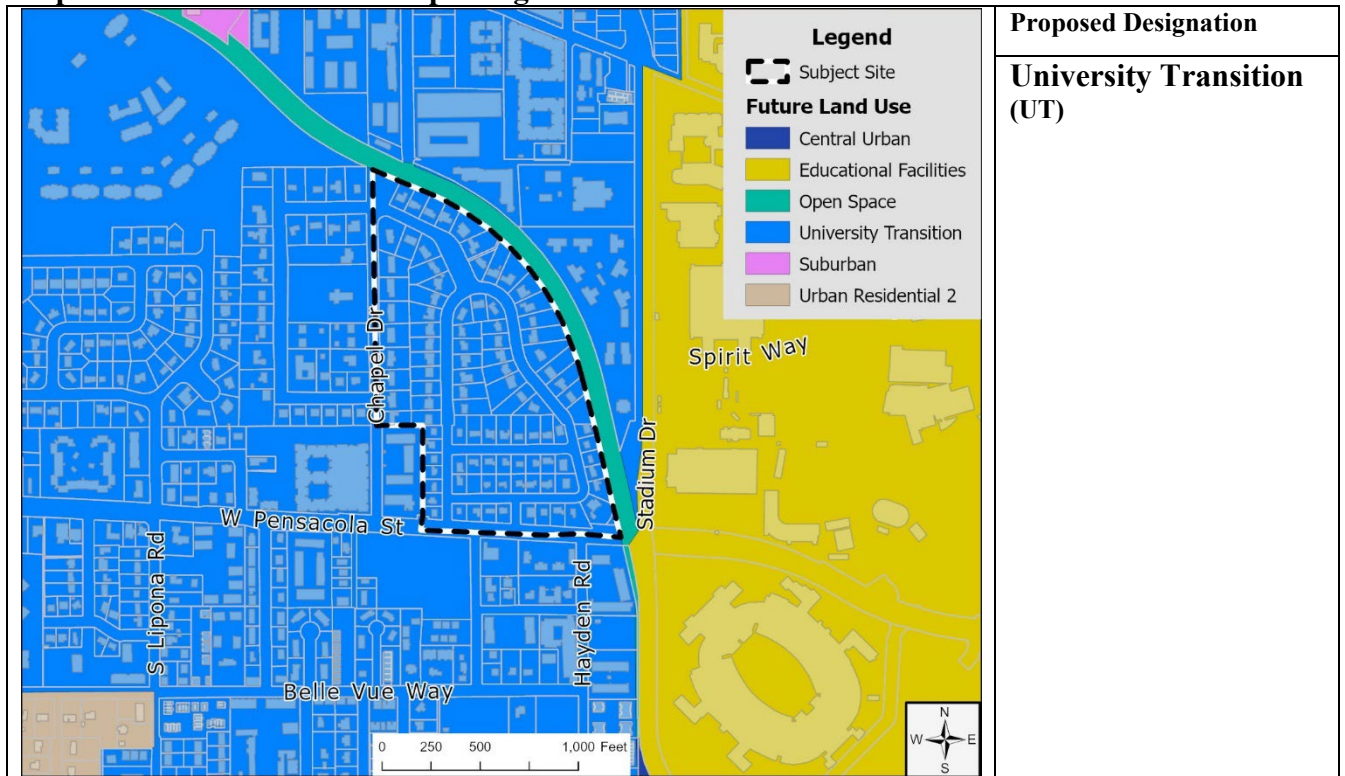 Legend
Subject Site
Future Land Use
Central Urban
Educational Facilities
Open Space
University Transition
Suburban
Urban Residential 2
Chapel Dr
Spirit Way
Stadium Dr
W Pensacola St
S Lipona Rd
Hayden Rd
Belle Vue Way
0 250 500 1,000 Feet
N
W E
S
Proposed Designation
University Transition
(UT)